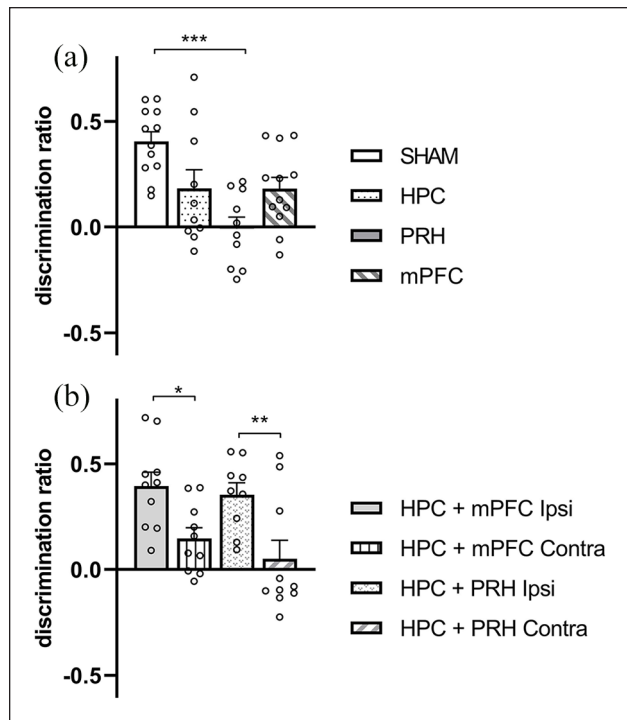 (a)
***
discrimination ratio
0.5
0.0
-0.5
SHAM
HPC
PRH
mPFC
(b)
*
**
discrimination ratio
0.5
0.0
-0.5
HPC + mPFC Ipsi
HPC + mPFC Contra
HPC + PRH Ipsi
HPC + PRH Contra